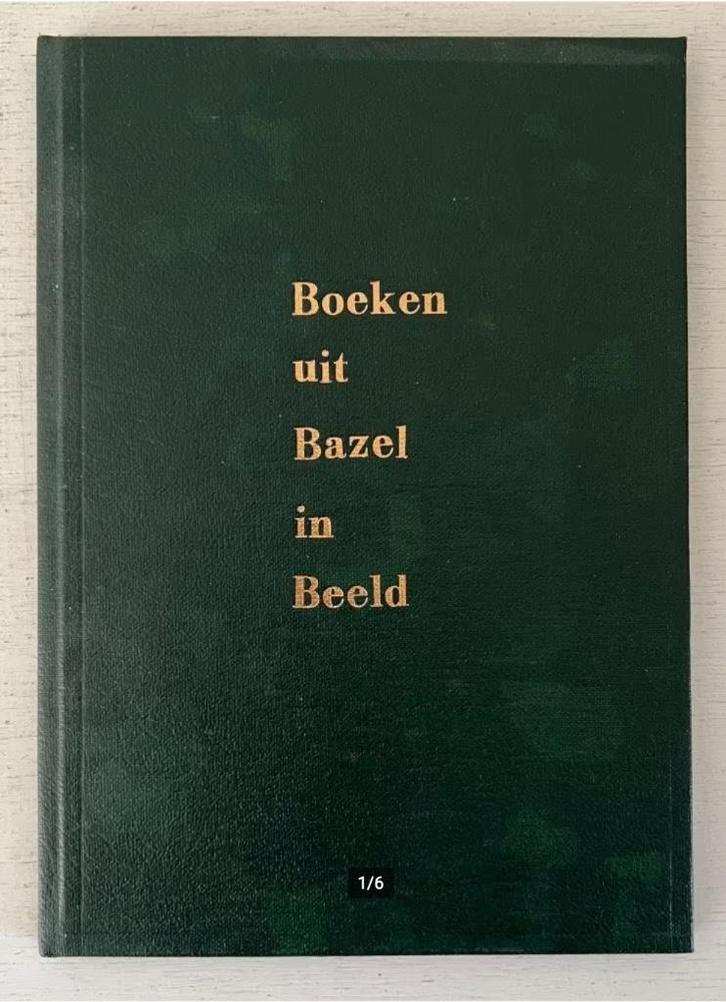 Boeken
uit
Bazel
in
Beeld
1/6